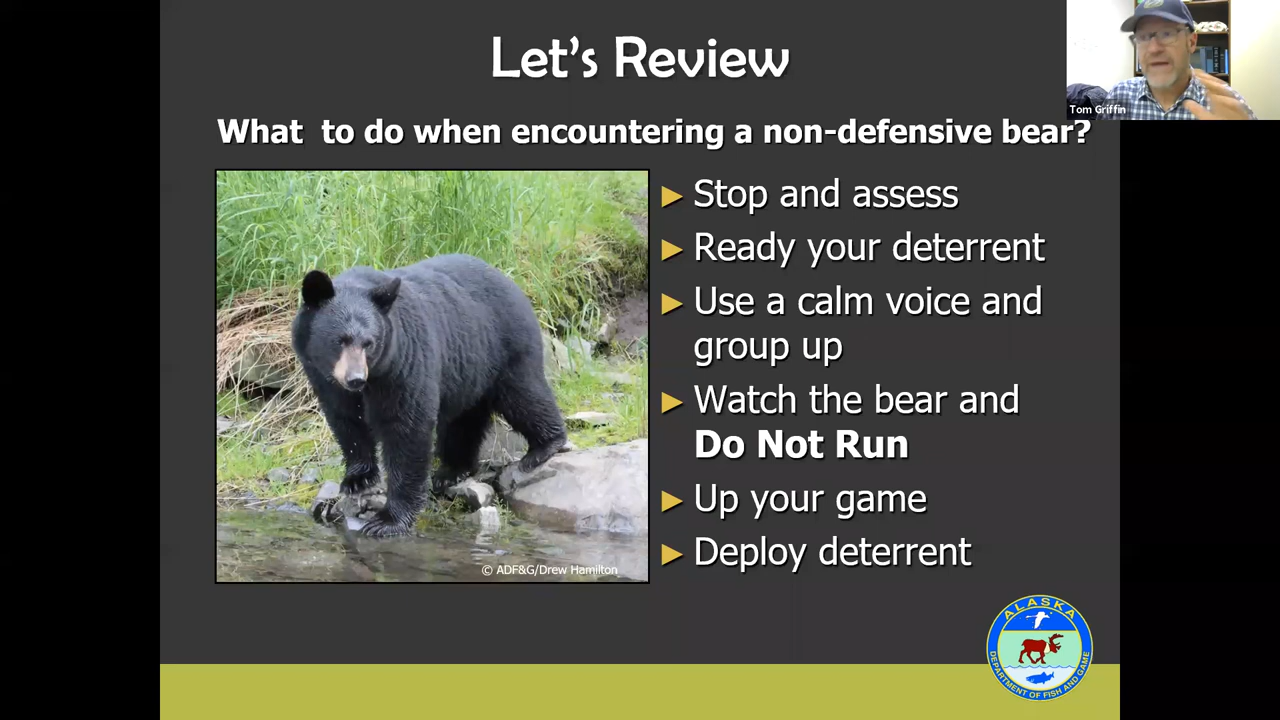 Let's Review
Tom Griffin
What to do when encountering a non-defensive bear?
► Stop and assess
► Ready your deterrent
► Use a calm voice and
group up
► Watch the bear and
Do Not Run
► Up your game
► Deploy deterrent
© ADF&G/Drew Hamilton
ALASKA
DEPARTMENT OF FISH AND GAME